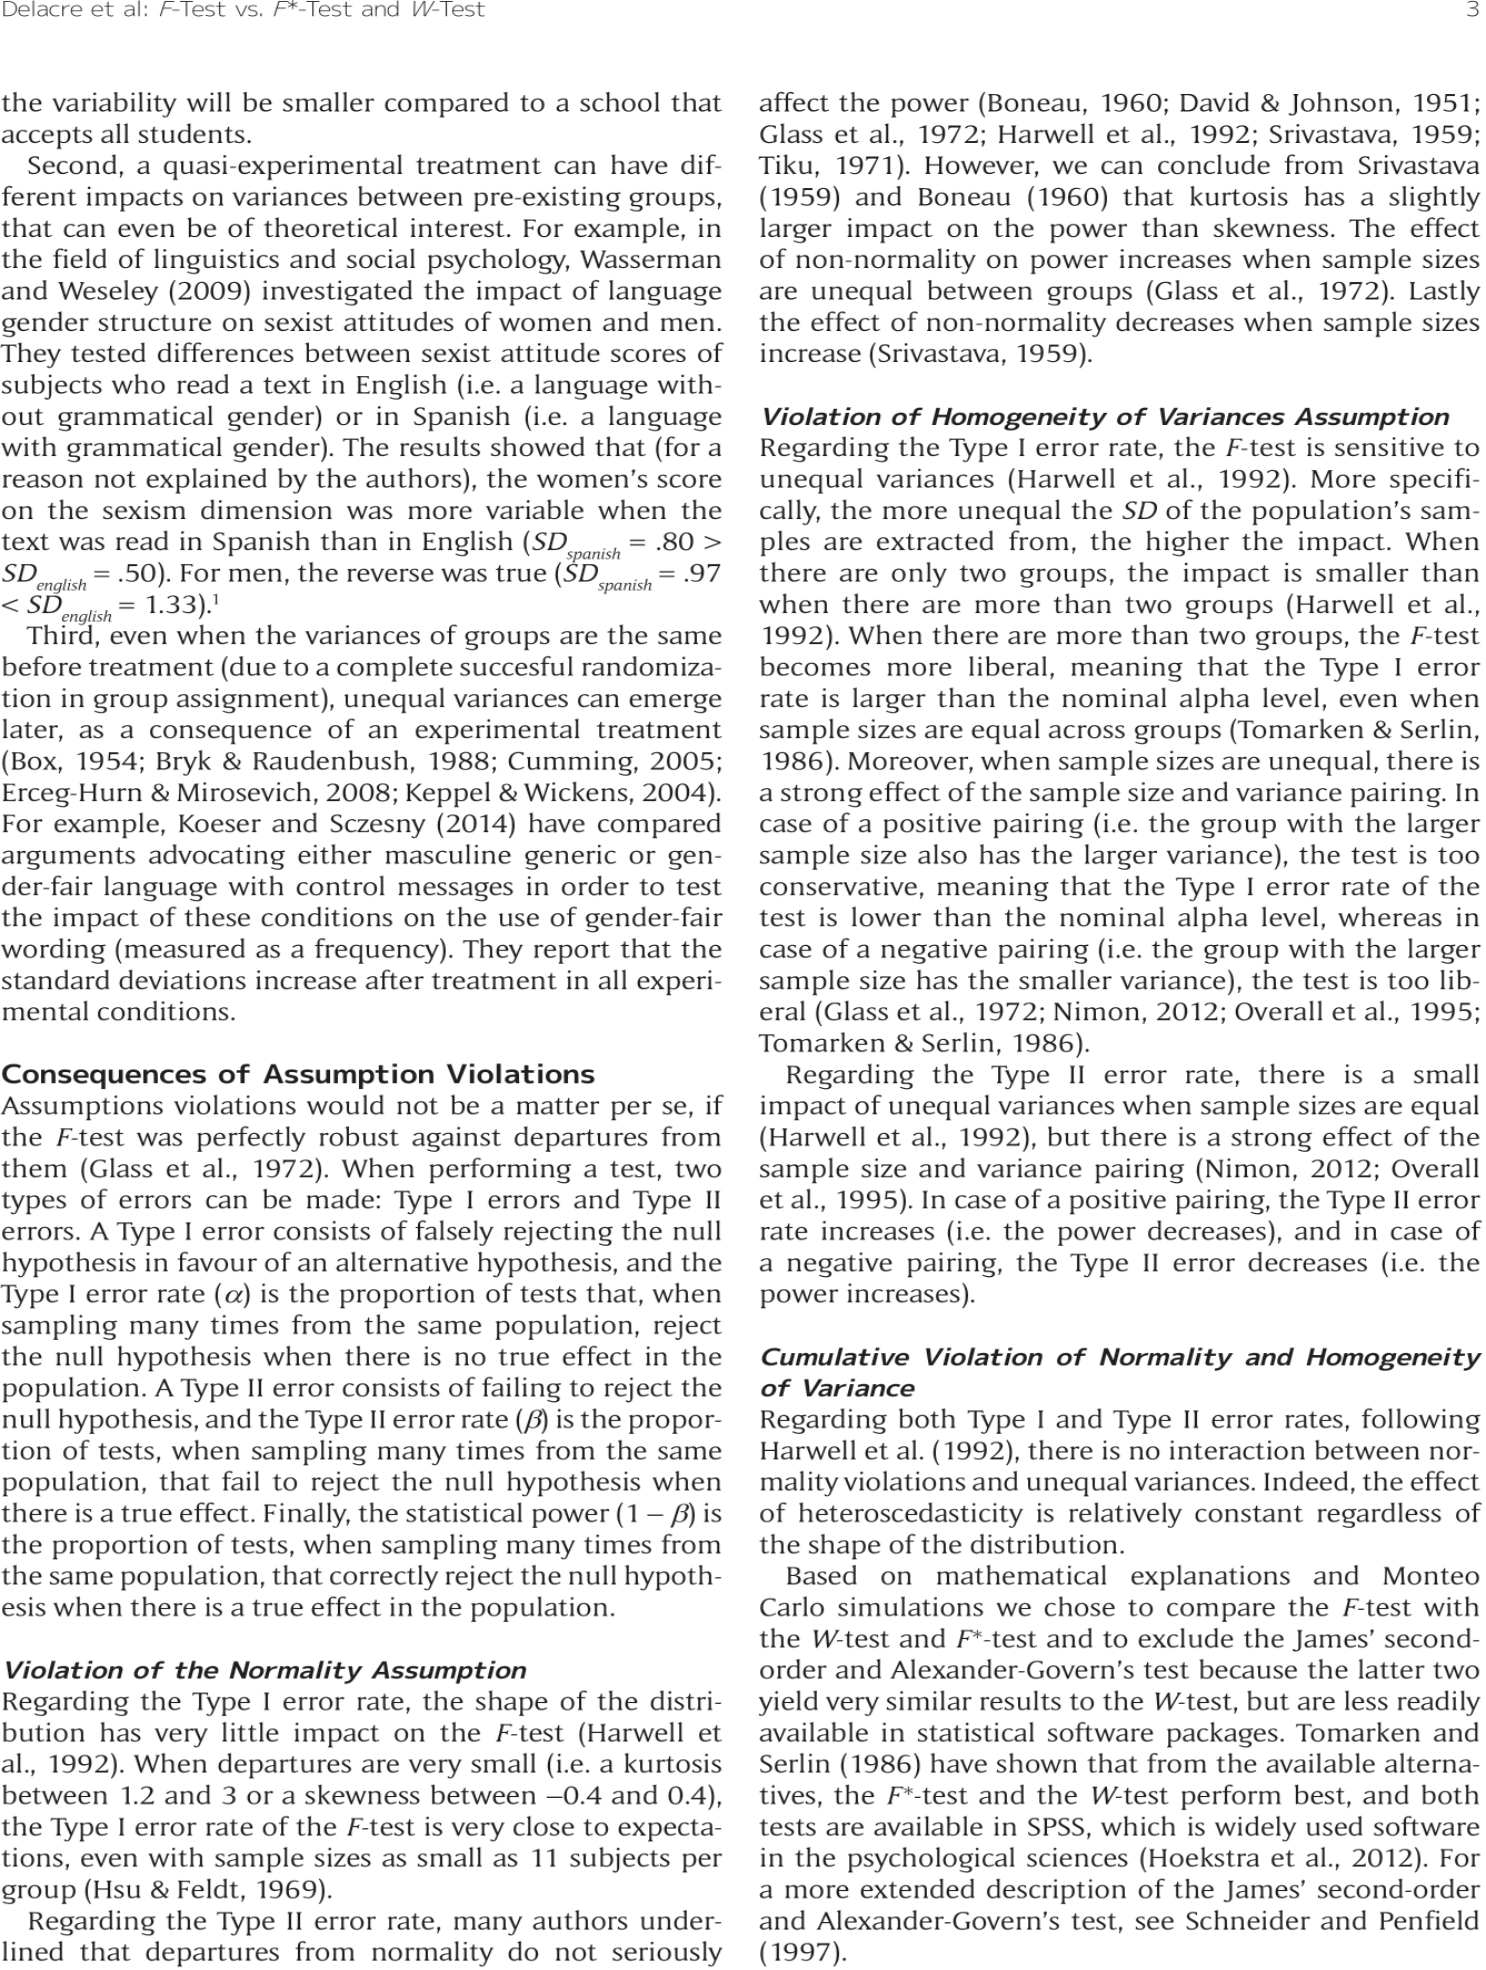 Delacre et al: F-Test vs. F*-Test and W-Test
3
the variability will be smaller compared to a school that
accepts all students.
Second, a quasi-experimental treatment can have dif-
ferent impacts on variances between pre-existing groups,
that can even be of theoretical interest. For example, in
the field of linguistics and social psychology, Wasserman
and Weseley (2009) investigated the impact of language
gender structure on sexist attitudes of women and men.
They tested differences between sexist attitude scores of
subjects who read a text in English (i.e. a language with-
out grammatical gender) or in Spanish (i.e. a language
with grammatical gender). The results showed that (for a
reason not explained by the authors), the women's score
on the sexism dimension was more variable when the
text was read in Spanish than in English (SD_spanish = .80 >
SD_english = .50). For men, the reverse was true (SD_spanish = .97
< SD_english = 1.33).¹
Third, even when the variances of groups are the same
before treatment (due to a complete succesful randomiza-
tion in group assignment), unequal variances can emerge
later, as a consequence of an experimental treatment
(Box, 1954; Bryk & Raudenbush, 1988; Cumming, 2005;
Erceg-Hurn & Mirosevich, 2008; Keppel & Wickens, 2004).
For example, Koeser and Sczesny (2014) have compared
arguments advocating either masculine generic or gen-
der-fair language with control messages in order to test
the impact of these conditions on the use of gender-fair
wording (measured as a frequency). They report that the
standard deviations increase after treatment in all experi-
mental conditions.
Consequences of Assumption Violations
Assumptions violations would not be a matter per se, if
the F-test was perfectly robust against departures from
them (Glass et al., 1972). When performing a test, two
types of errors can be made: Type I errors and Type II
errors. A Type I error consists of falsely rejecting the null
hypothesis in favour of an alternative hypothesis, and the
Type I error rate (α) is the proportion of tests that, when
sampling many times from the same population, reject
the null hypothesis when there is no true effect in the
population. A Type II error consists of failing to reject the
null hypothesis, and the Type II error rate (β) is the propor-
tion of tests, when sampling many times from the same
population, that fail to reject the null hypothesis when
there is a true effect. Finally, the statistical power (1 – β) is
the proportion of tests, when sampling many times from
the same population, that correctly reject the null hypoth-
esis when there is a true effect in the population.
Violation of the Normality Assumption
Regarding the Type I error rate, the shape of the distri-
bution has very little impact on the F-test (Harwell et
al., 1992). When departures are very small (i.e. a kurtosis
between 1.2 and 3 or a skewness between –0.4 and 0.4),
the Type I error rate of the F-test is very close to expecta-
tions, even with sample sizes as small as 11 subjects per
group (Hsu & Feldt, 1969).
Regarding the Type II error rate, many authors under-
lined that departures from normality do not seriously
affect the power (Boneau, 1960; David & Johnson, 1951;
Glass et al., 1972; Harwell et al., 1992; Srivastava, 1959;
Tiku, 1971). However, we can conclude from Srivastava
(1959) and Boneau (1960) that kurtosis has a slightly
larger impact on the power than skewness. The effect
of non-normality on power increases when sample sizes
are unequal between groups (Glass et al., 1972). Lastly
the effect of non-normality decreases when sample sizes
increase (Srivastava, 1959).
Violation of Homogeneity of Variances Assumption
Regarding the Type I error rate, the F-test is sensitive to
unequal variances (Harwell et al., 1992). More specifi-
cally, the more unequal the SD of the population's sam-
ples are extracted from, the higher the impact. When
there are only two groups, the impact is smaller than
when there are more than two groups (Harwell et al.,
1992). When there are more than two groups, the F-test
becomes more liberal, meaning that the Type I error
rate is larger than the nominal alpha level, even when
sample sizes are equal across groups (Tomarken & Serlin,
1986). Moreover, when sample sizes are unequal, there is
a strong effect of the sample size and variance pairing. In
case of a positive pairing (i.e. the group with the larger
sample size also has the larger variance), the test is too
conservative, meaning that the Type I error rate of the
test is lower than the nominal alpha level, whereas in
case of a negative pairing (i.e. the group with the larger
sample size has the smaller variance), the test is too lib-
eral (Glass et al., 1972; Nimon, 2012; Overall et al., 1995;
Tomarken & Serlin, 1986).
Regarding the Type II error rate, there is a small
impact of unequal variances when sample sizes are equal
(Harwell et al., 1992), but there is a strong effect of the
sample size and variance pairing (Nimon, 2012; Overall
et al., 1995). In case of a positive pairing, the Type II error
rate increases (i.e. the power decreases), and in case of
a negative pairing, the Type II error decreases (i.e. the
power increases).
Cumulative Violation of Normality and Homogeneity
of Variance
Regarding both Type I and Type II error rates, following
Harwell et al. (1992), there is no interaction between nor-
mality violations and unequal variances. Indeed, the effect
of heteroscedasticity is relatively constant regardless of
the shape of the distribution.
Based on mathematical explanations and Monteo
Carlo simulations we chose to compare the F-test with
the W-test and F*-test and to exclude the James' second-
order and Alexander-Govern's test because the latter two
yield very similar results to the W-test, but are less readily
available in statistical software packages. Tomarken and
Serlin (1986) have shown that from the available alterna-
tives, the F*-test and the W-test perform best, and both
tests are available in SPSS, which is widely used software
in the psychological sciences (Hoekstra et al., 2012). For
a more extended description of the James' second-order
and Alexander-Govern's test, see Schneider and Penfield
(1997).